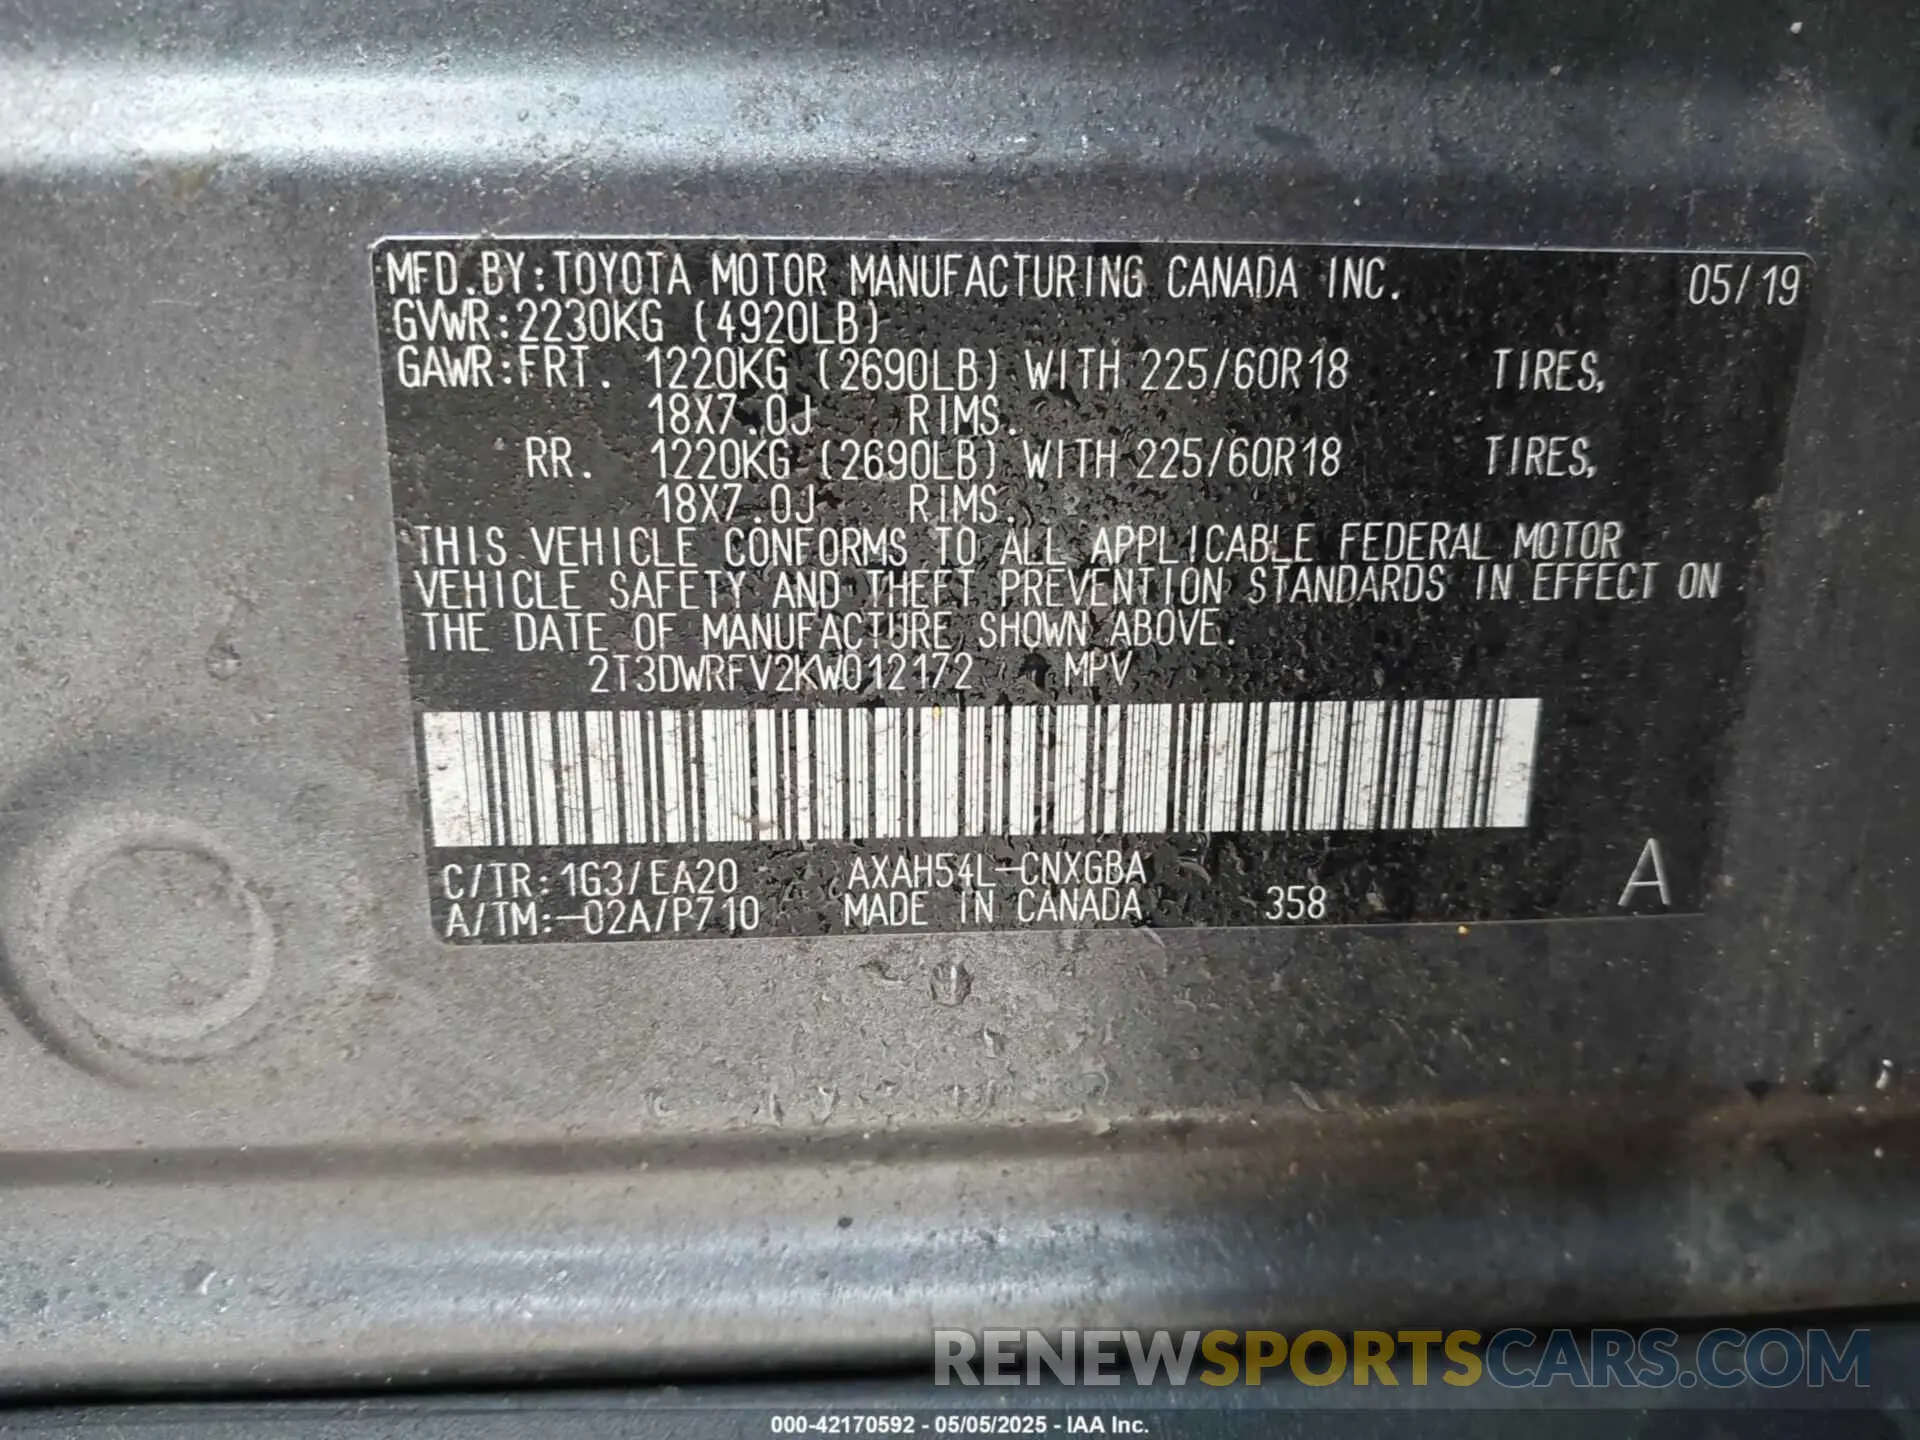 MFD.BY:TOYOTA MOTOR MANUFACTURING CANADA INC. 05/19
GVWR:2230KG (4920LB)
GAWR:FRT. 1220KG (2690LB) WITH 225/60R18 TIRES,
18X7.0J RIMS.
RR. 1220KG (2690LB) WITH 225/60R18 TIRES,
18X7.0J RIMS.
THIS VEHICLE CONFORMS TO ALL APPLICABLE FEDERAL MOTOR
VEHICLE SAFETY AND THEFT PREVENTION STANDARDS IN EFFECT ON
THE DATE OF MANUFACTURE SHOWN ABOVE.
2T3DWRFV2KW012172 MPV
C/TR:1G3/EA20 AXAH54L-CNXGBA
A/TM:-02A/P710 MADE IN CANADA 358 A
RENEWSPORTSCARS.COM
000-42170592 - 05/05/2025 - IAA Inc.